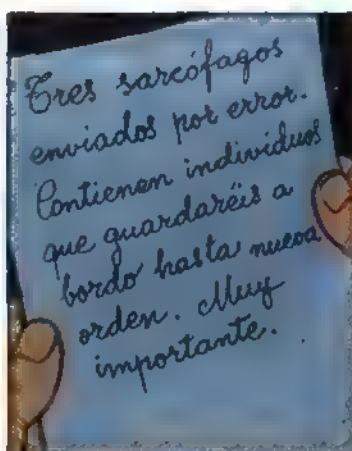 Tres sarcófagos
enviados por error.
Contienen individuos
que guardaréis a
bordo hasta nueva
orden. Muy
importante.